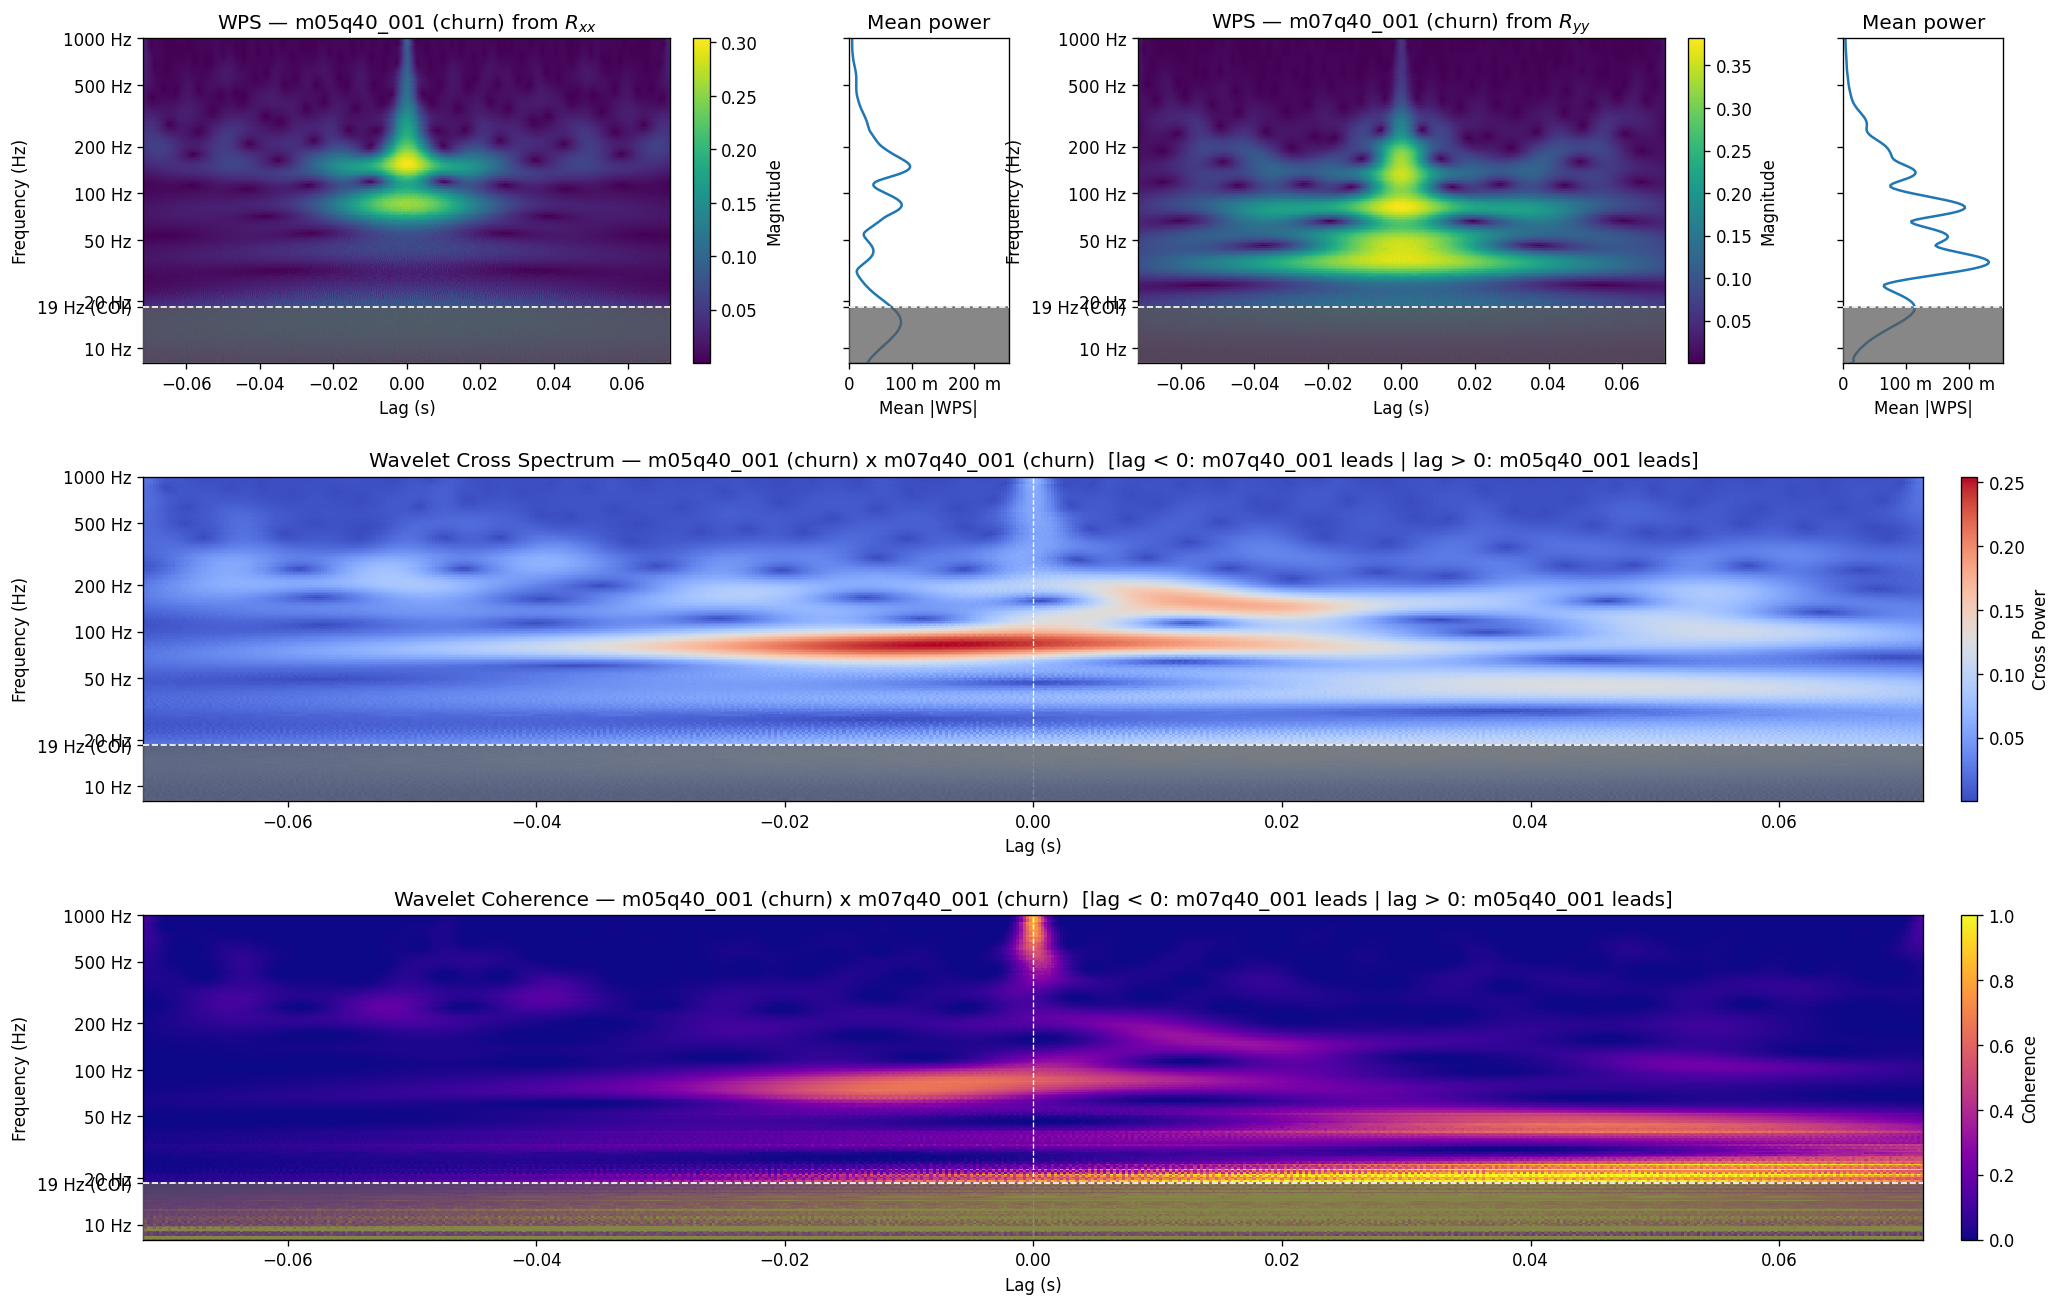 WPS — m05q40_001 (churn) from Rxx
Mean power
WPS — m07q40_001 (churn) from Ryy
Mean power
1000 Hz
500 Hz
200 Hz
100 Hz
50 Hz
20 Hz
19 Hz (COI)
10 Hz
Frequency (Hz)
−0.06 −0.04 −0.02 0.00 0.02 0.04 0.06
Lag (s)
0.30
0.25
0.20
0.15
0.10
0.05
Magnitude
0 100 m 200 m
Mean |WPS|
1000 Hz
500 Hz
200 Hz
100 Hz
50 Hz
20 Hz
19 Hz (COI)
10 Hz
Frequency (Hz)
−0.06 −0.04 −0.02 0.00 0.02 0.04 0.06
Lag (s)
0.35
0.30
0.25
0.20
0.15
0.10
0.05
Magnitude
0 100 m 200 m
Mean |WPS|
Wavelet Cross Spectrum — m05q40_001 (churn) x m07q40_001 (churn) [lag < 0: m07q40_001 leads | lag > 0: m05q40_001 leads]
1000 Hz
500 Hz
200 Hz
100 Hz
50 Hz
20 Hz
19 Hz (COI)
10 Hz
Frequency (Hz)
−0.06 −0.04 −0.02 0.00 0.02 0.04 0.06
Lag (s)
0.25
0.20
0.15
0.10
0.05
Cross Power
Wavelet Coherence — m05q40_001 (churn) x m07q40_001 (churn) [lag < 0: m07q40_001 leads | lag > 0: m05q40_001 leads]
1000 Hz
500 Hz
200 Hz
100 Hz
50 Hz
20 Hz
19 Hz (COI)
10 Hz
Frequency (Hz)
−0.06 −0.04 −0.02 0.00 0.02 0.04 0.06
Lag (s)
1.0
0.8
0.6
0.4
0.2
0.0
Coherence